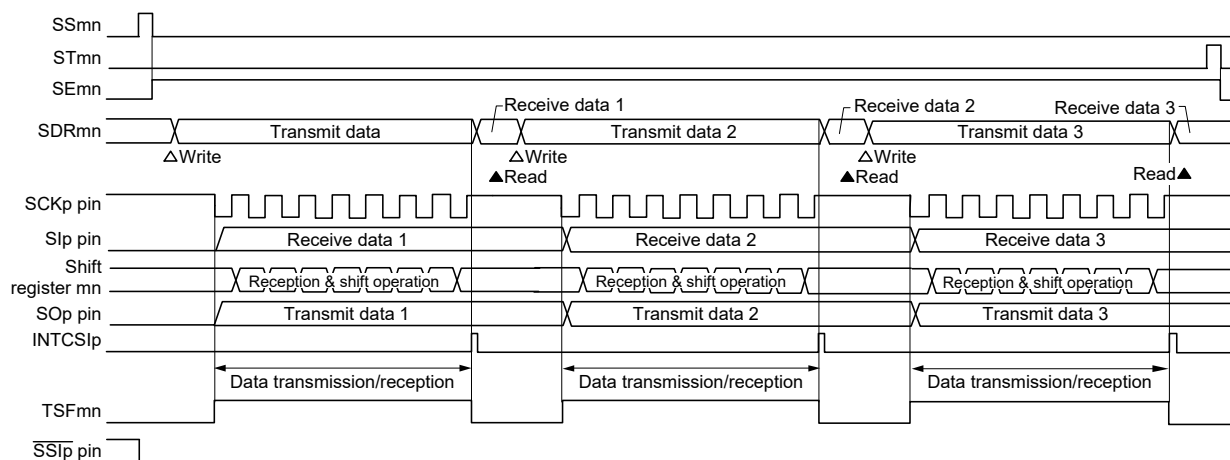 SSmn
STmn
SEmn
Receive data 1 Receive data 2 Receive data 3
SDRmn Transmit data Transmit data 2 Transmit data 3
△Write △Write △Write
▲Read ▲Read Read▲
SCKp pin
SIp pin Receive data 1 Receive data 2 Receive data 3
Shift
register mn Reception & shift operation Reception & shift operation Reception & shift operation
SOp pin Transmit data 1 Transmit data 2 Transmit data 3
INTCSIp
Data transmission/reception Data transmission/reception Data transmission/reception
TSFmn
SSIp pin